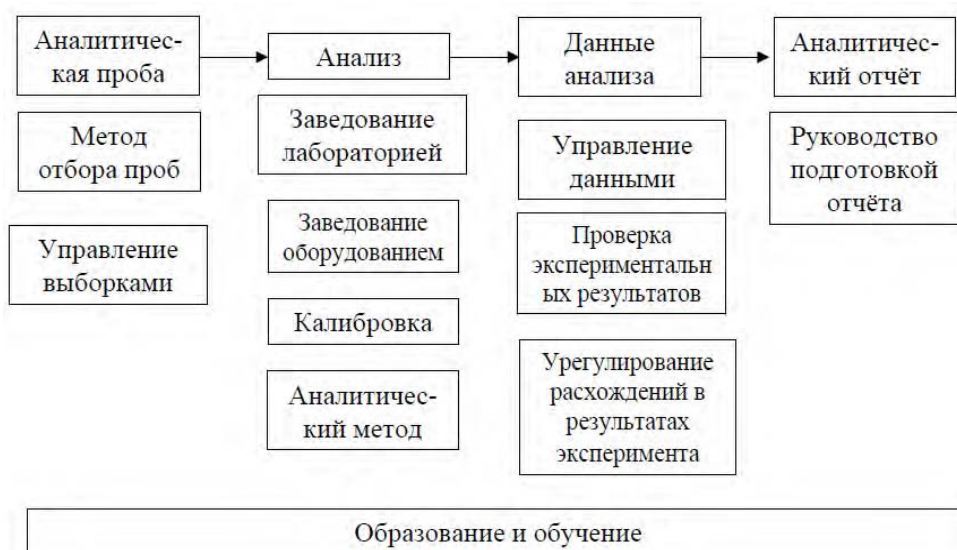 Аналитичес-
кая проба
Анализ
Данные
анализа
Аналитичес-
кий отчёт
Метод
отбора проб
Управление
выборками
Заведование
лабораторией
Заведование
оборудованием
Калибровка
Аналитичес-
кий метод
Управление
данными
Проверка
экспериментальн
ых результатов
Урегулирование
расхождений в
результатах
эксперимента
Руководство
подготовкой
отчёта
Образование и обучение